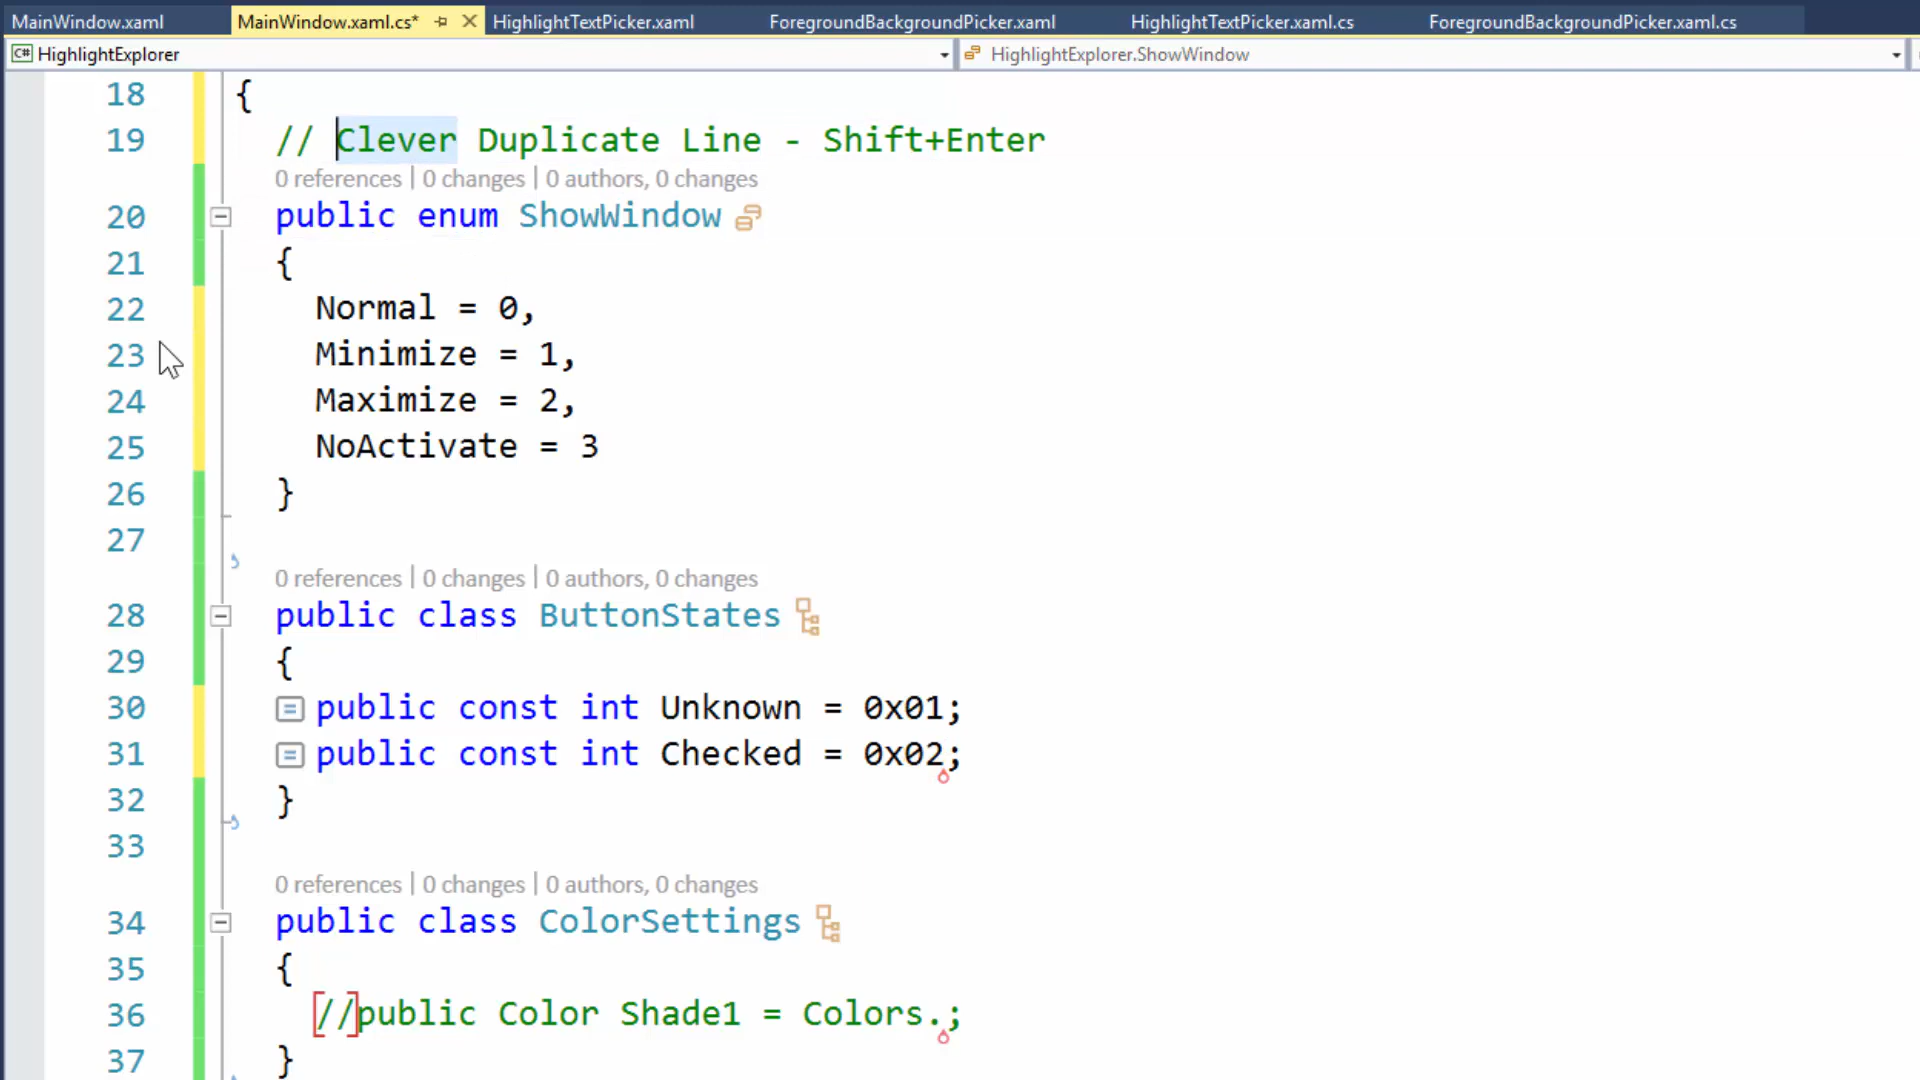 MainWindow.xaml MainWindow.xaml.cs* HighlightTextPicker.xaml ForegroundBackgroundPicker.xaml HighlightTextPicker.xaml.cs ForegroundBackgroundPicker.xaml.cs
C# HighlightExplorer HighlightExplorer.ShowWindow
18 {
19 // Clever Duplicate Line - Shift+Enter
0 references | 0 changes | 0 authors, 0 changes
20 public enum ShowWindow
21 {
22 Normal = 0,
23 Minimize = 1,
24 Maximize = 2,
25 NoActivate = 3
26 }
27
0 references | 0 changes | 0 authors, 0 changes
28 public class ButtonStates
29 {
30 public const int Unknown = 0x01;
31 public const int Checked = 0x02;
32 }
33
0 references | 0 changes | 0 authors, 0 changes
34 public class ColorSettings
35 {
36 //public Color Shade1 = Colors.;
37 }